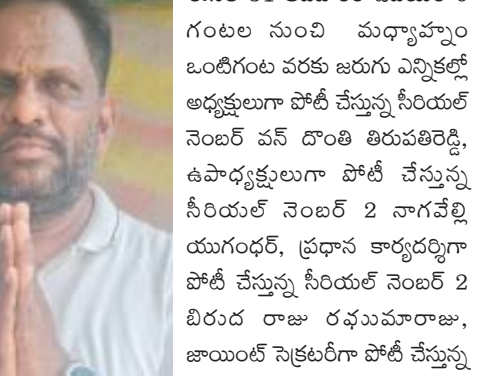 గంటల నుంచి మధ్యాహ్నం
ఒంటిగంట వరకు జరుగు ఎన్నికల్లో
అధ్యక్షులుగా పోటీ చేస్తున్న సీరియల్
నెంబర్ వన్ దొంతి తిరుపతిరెడ్డి,
ఉపాధ్యక్షులుగా పోటీ చేస్తున్న
సీరియల్ నెంబర్ 2 నాగవేల్లి
యుగంధర్, ప్రధాన కార్యదర్శిగా
పోటీ చేస్తున్న సీరియల్ నెంబర్ 2
బిరుద రాజు రఘుమారాజు,
జాయింట్ సెక్రటరీగా పోటీ చేస్తున్న